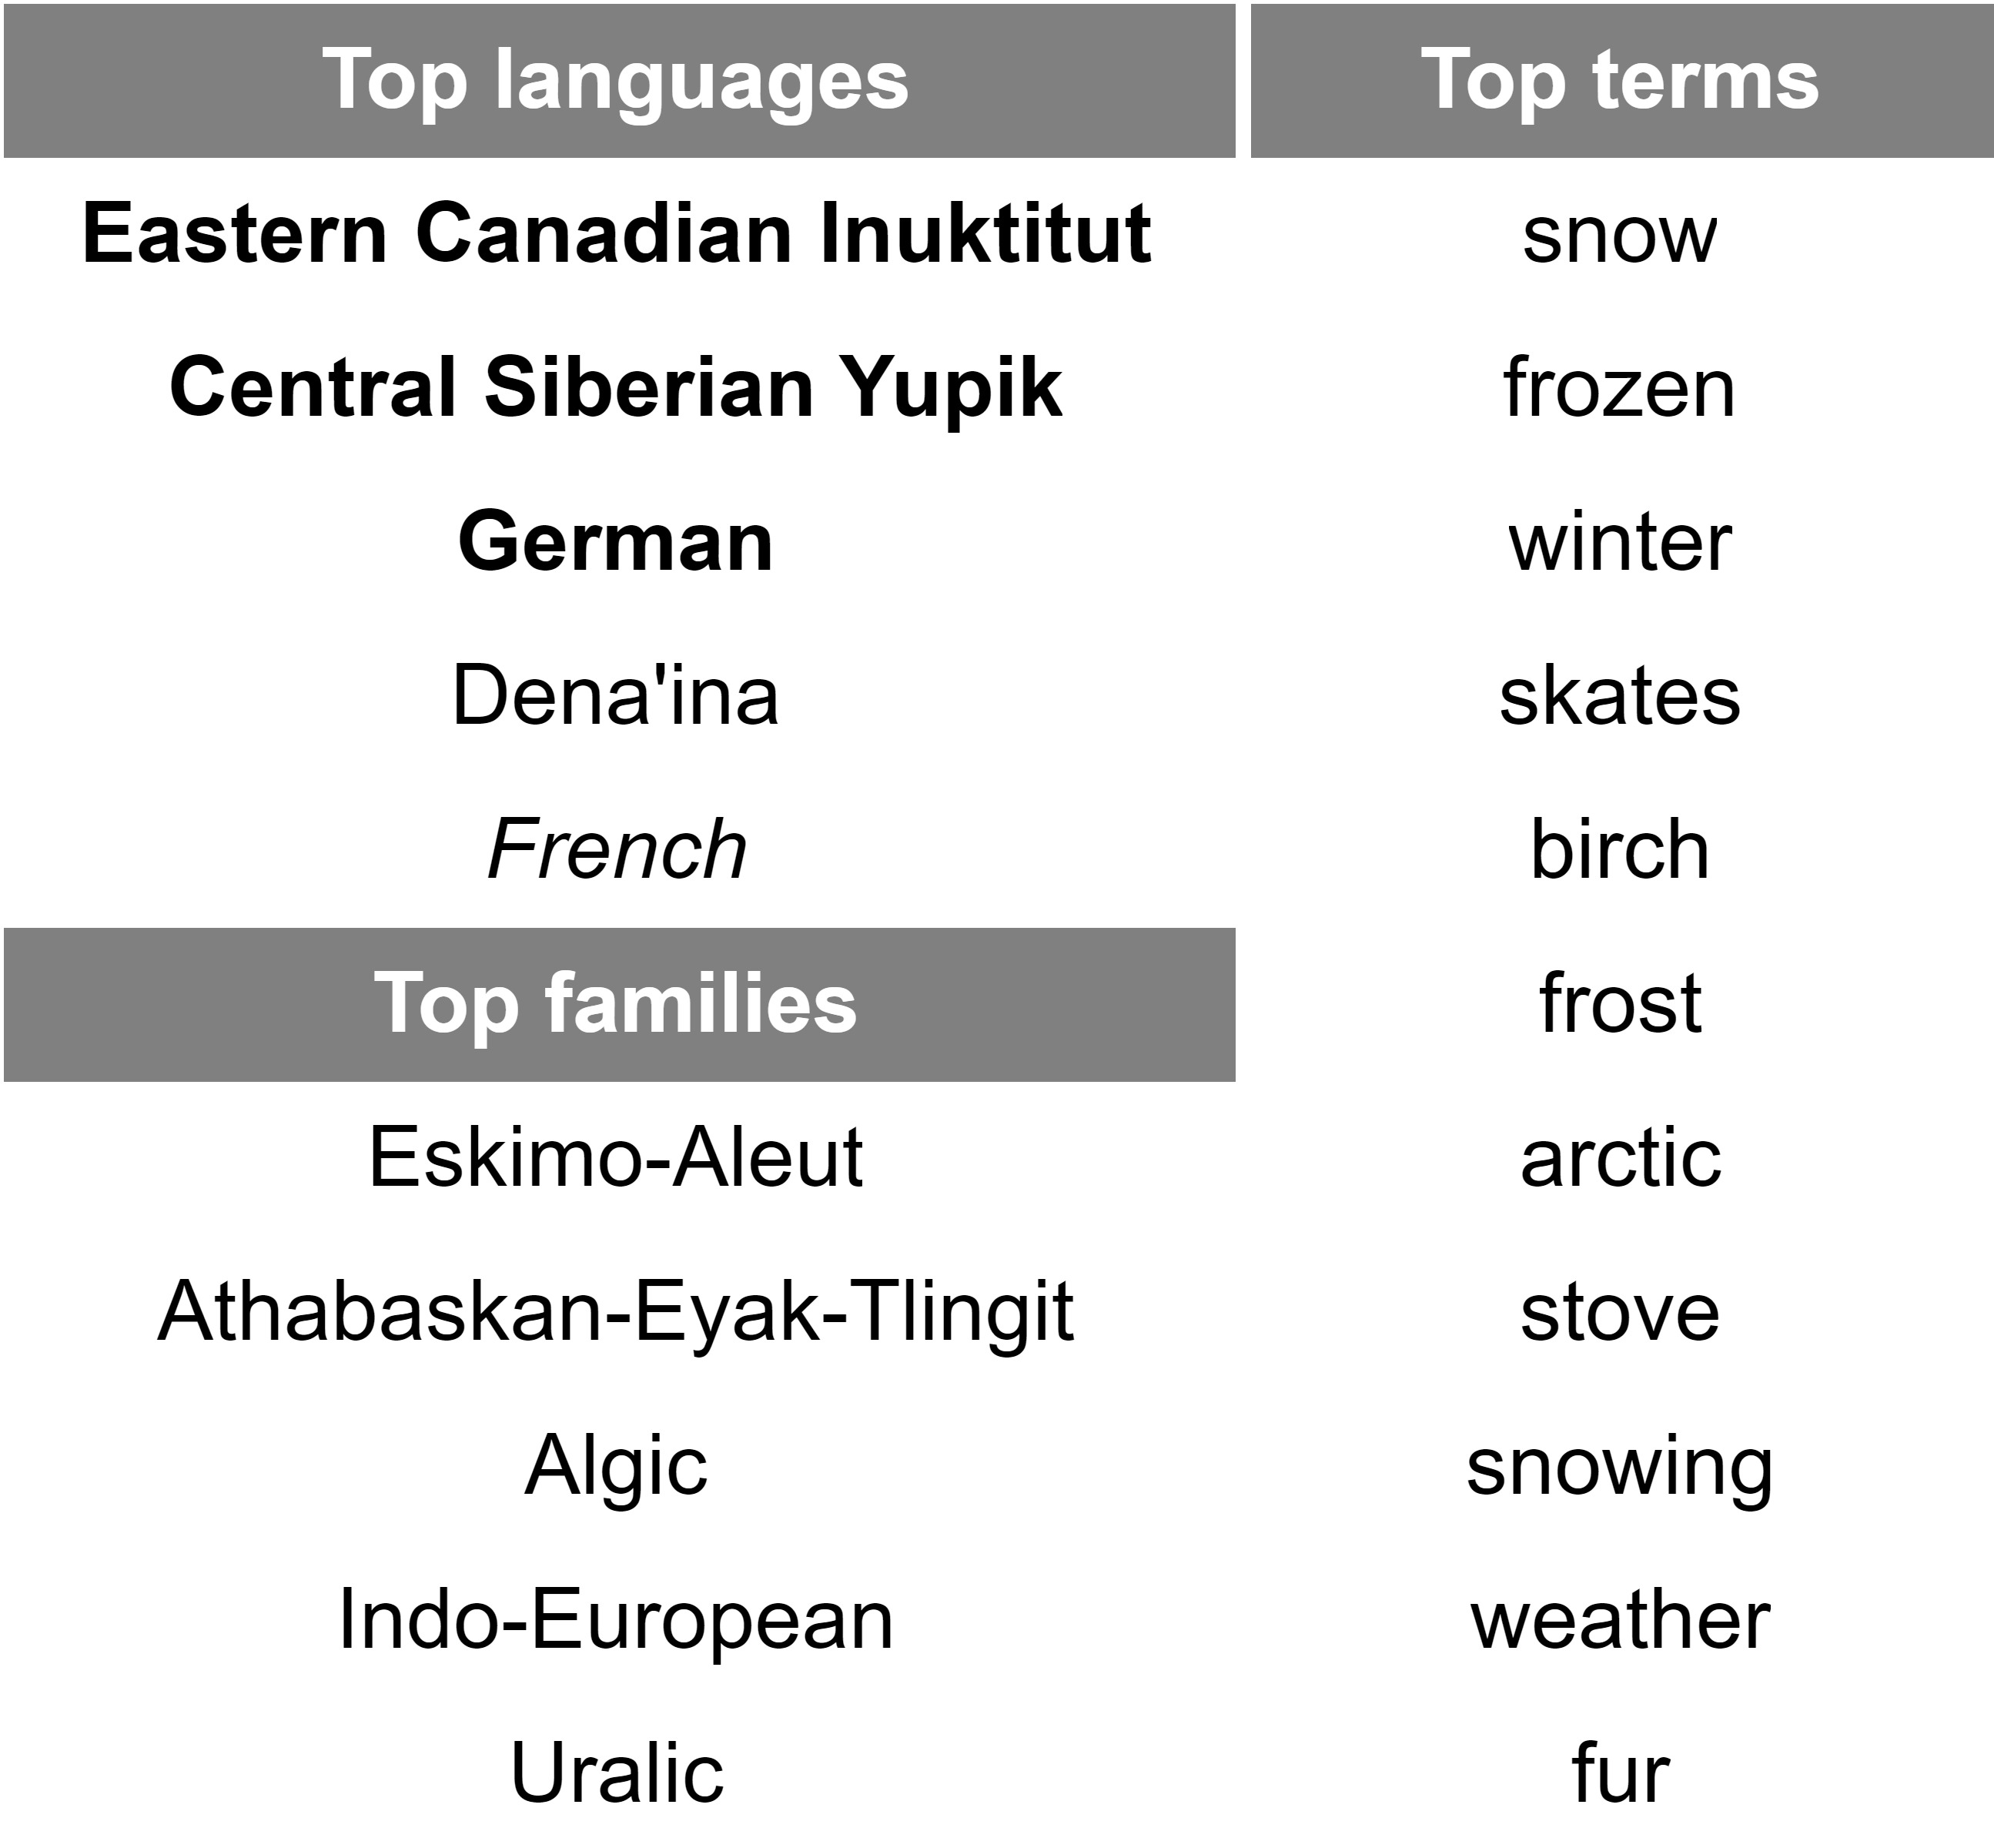 Top languages
Eastern Canadian Inuktitut
Central Siberian Yupik
German
Dena'ina
French
Top families
Eskimo-Aleut
Athabaskan-Eyak-Tlingit
Algic
Indo-European
Uralic
Top terms
snow
frozen
winter
skates
birch
frost
arctic
stove
snowing
weather
fur